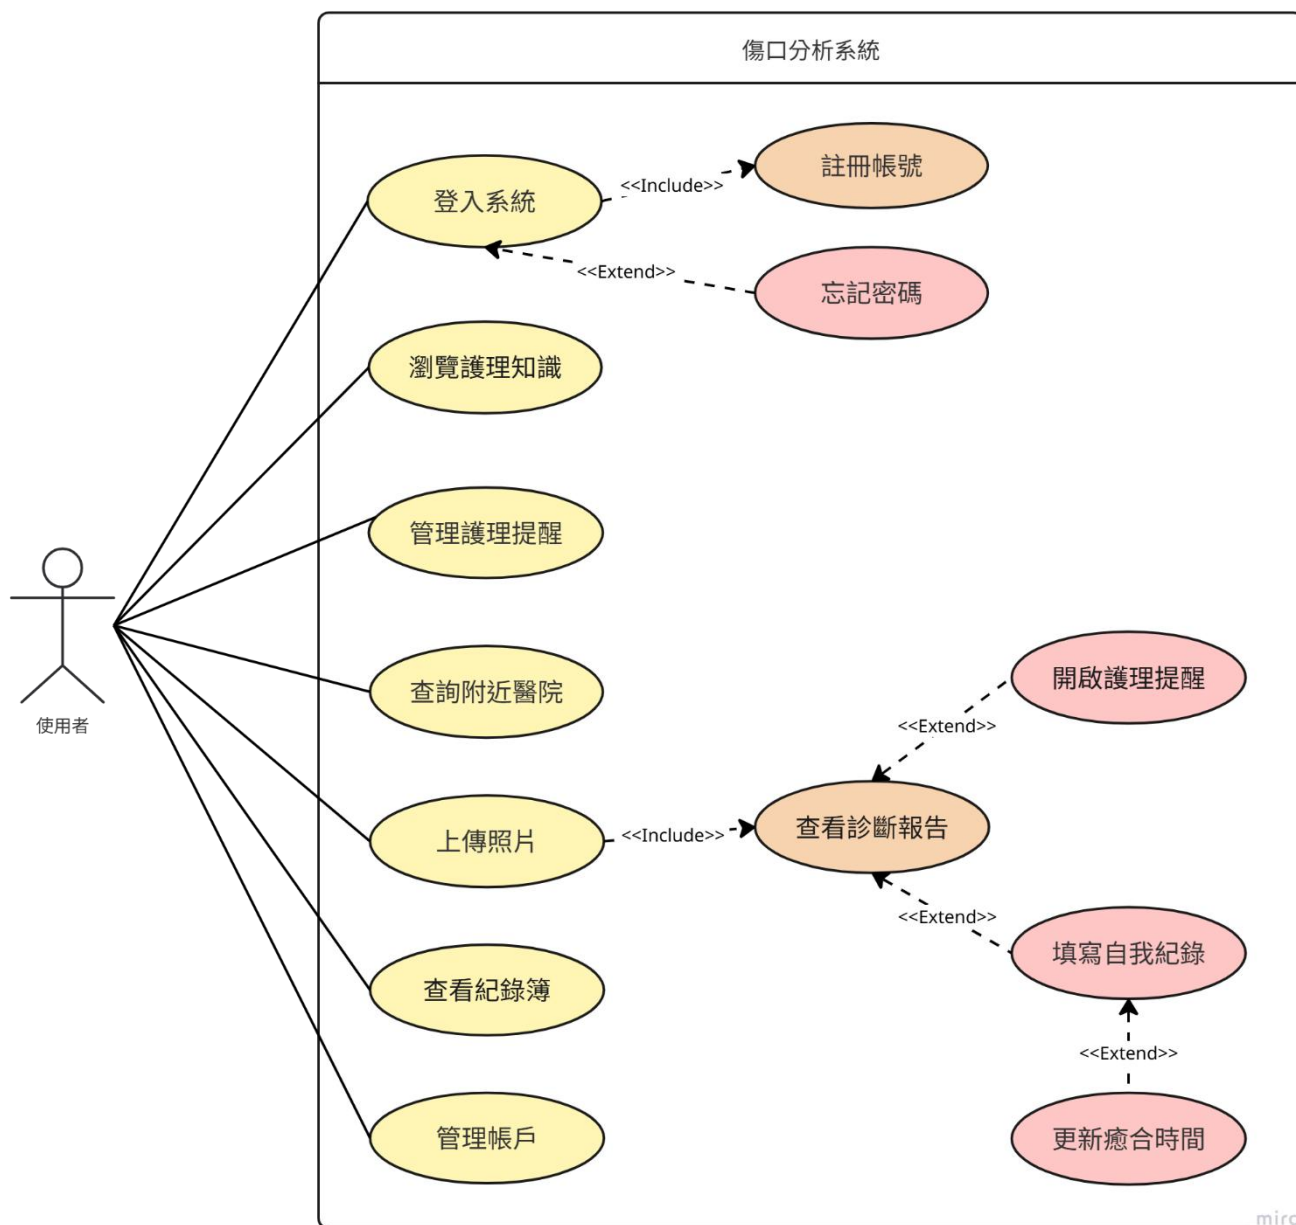 傷口分析系統
註冊帳號
<<Include>>
登入系統
<<Extend>>
忘記密碼
瀏覽護理知識
管理護理提醒
使用者
查詢附近醫院
開啟護理提醒
<<Extend>>
上傳照片
<<Include>>
查看診斷報告
<<Extend>>
填寫自我紀錄
查看紀錄簿
<<Extend>>
管理帳戶
更新癒合時間
miro